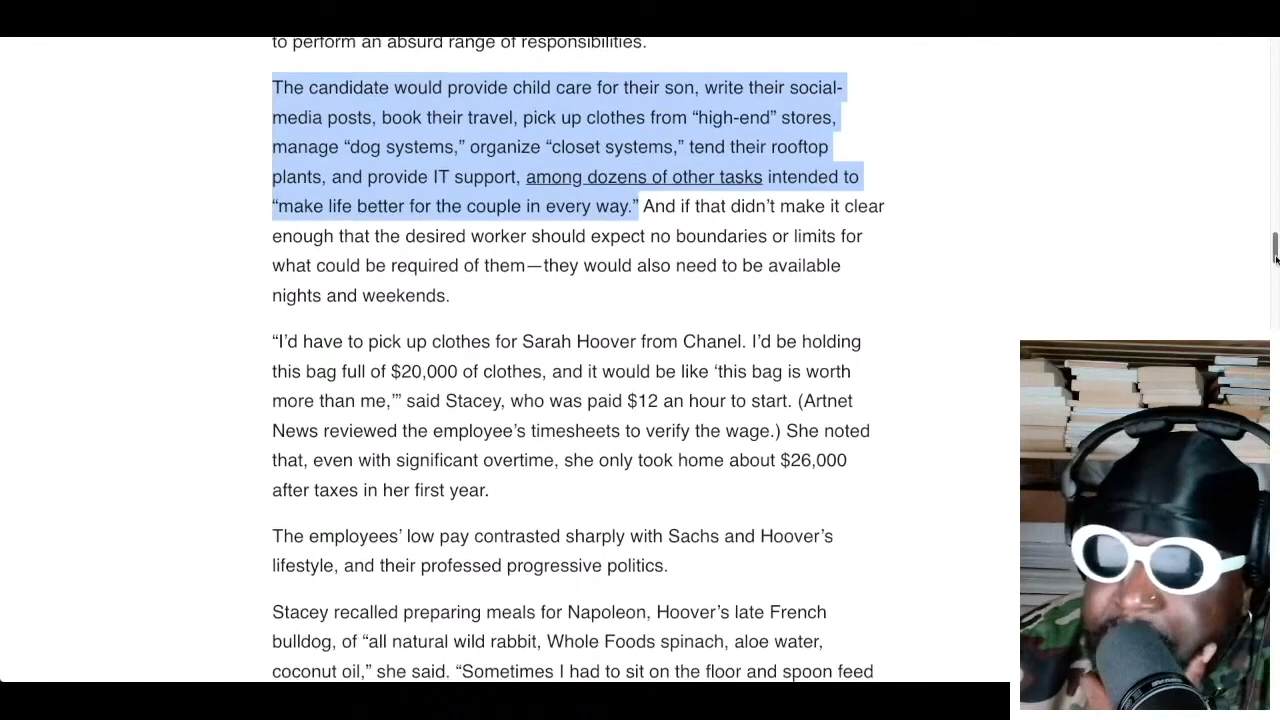 to perform an absurd range of responsibilities.
The candidate would provide child care for their son, write their social-
media posts, book their travel, pick up clothes from “high-end” stores,
manage “dog systems,” organize “closet systems,” tend their rooftop
plants, and provide IT support, among dozens of other tasks intended to
“make life better for the couple in every way.” And if that didn’t make it clear
enough that the desired worker should expect no boundaries or limits for
what could be required of them—they would also need to be available
nights and weekends.
“I’d have to pick up clothes for Sarah Hoover from Chanel. I’d be holding
this bag full of $20,000 of clothes, and it would be like ‘this bag is worth
more than me,’” said Stacey, who was paid $12 an hour to start. (Artnet
News reviewed the employee’s timesheets to verify the wage.) She noted
that, even with significant overtime, she only took home about $26,000
after taxes in her first year.
The employees’ low pay contrasted sharply with Sachs and Hoover’s
lifestyle, and their professed progressive politics.
Stacey recalled preparing meals for Napoleon, Hoover’s late French
bulldog, of “all natural wild rabbit, Whole Foods spinach, aloe water,
coconut oil,” she said. “Sometimes I had to sit on the floor and spoon feed